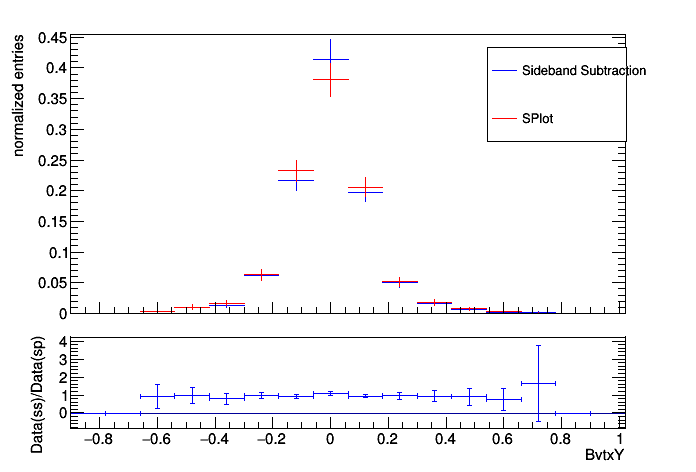 normalized entries
0.45
0.4
0.35
0.3
0.25
0.2
0.15
0.1
0.05
0
Sideband Subtraction
SPlot
Data(ss)/Data(sp)
4
3
2
1
0
−0.8 −0.6 −0.4 −0.2 0 0.2 0.4 0.6 0.8 1
BvtxY